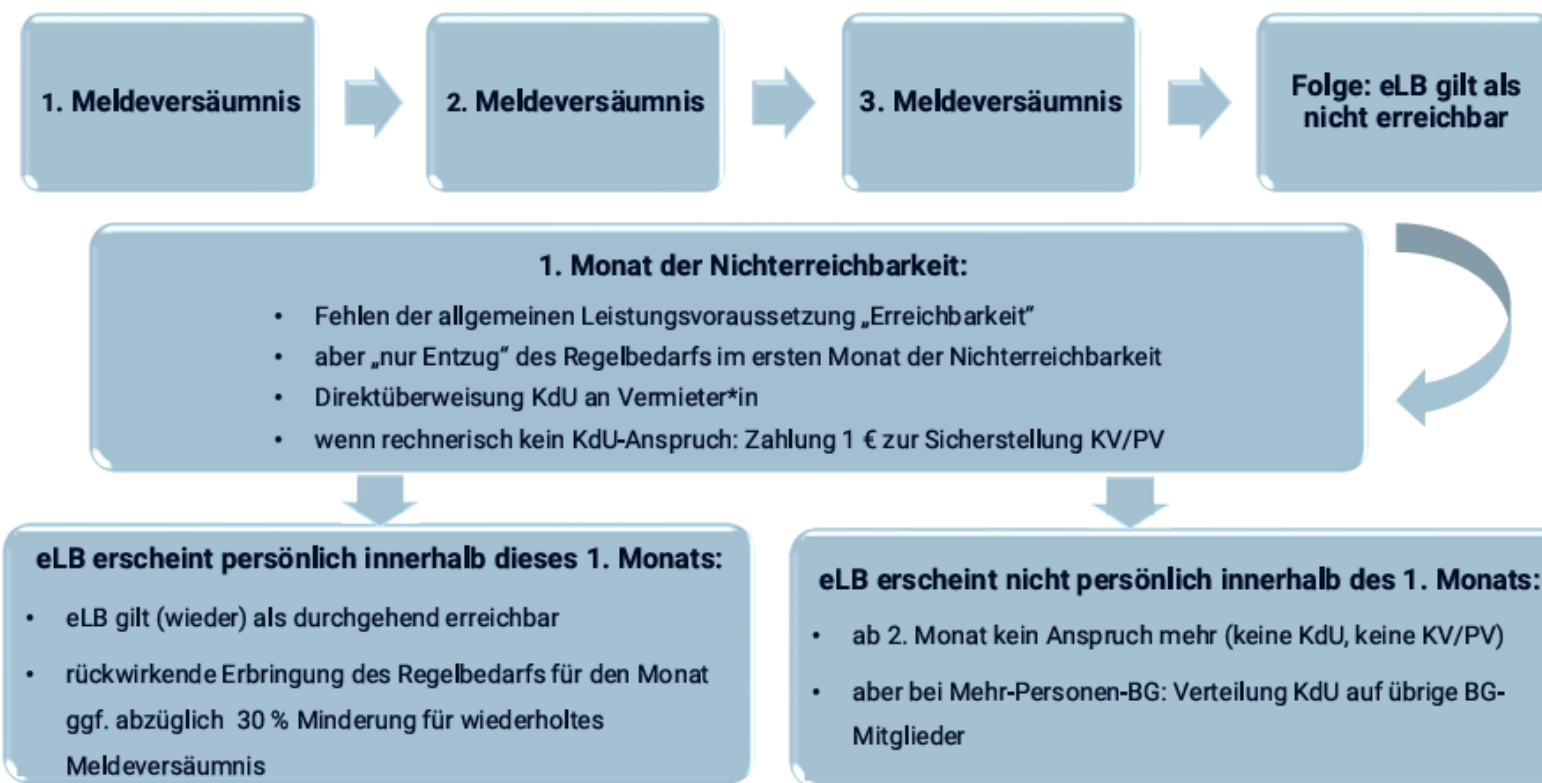 1. Meldeversäumnis
2. Meldeversäumnis
3. Meldeversäumnis
Folge: eLB gilt als
nicht erreichbar
1. Monat der Nichterreichbarkeit:
• Fehlen der allgemeinen Leistungsvoraussetzung „Erreichbarkeit“
• aber „nur Entzug“ des Regelbedarfs im ersten Monat der Nichterreichbarkeit
• Direktüberweisung KdU an Vermieter*in
• wenn rechnerisch kein KdU-Anspruch: Zahlung 1 € zur Sicherstellung KV/PV
eLB erscheint persönlich innerhalb dieses 1. Monats:
• eLB gilt (wieder) als durchgehend erreichbar
• rückwirkende Erbringung des Regelbedarfs für den Monat
ggf. abzüglich 30 % Minderung für wiederholtes
Meldeversäumnis
eLB erscheint nicht persönlich innerhalb des 1. Monats:
• ab 2. Monat kein Anspruch mehr (keine KdU, keine KV/PV)
• aber bei Mehr-Personen-BG: Verteilung KdU auf übrige BG-
Mitglieder